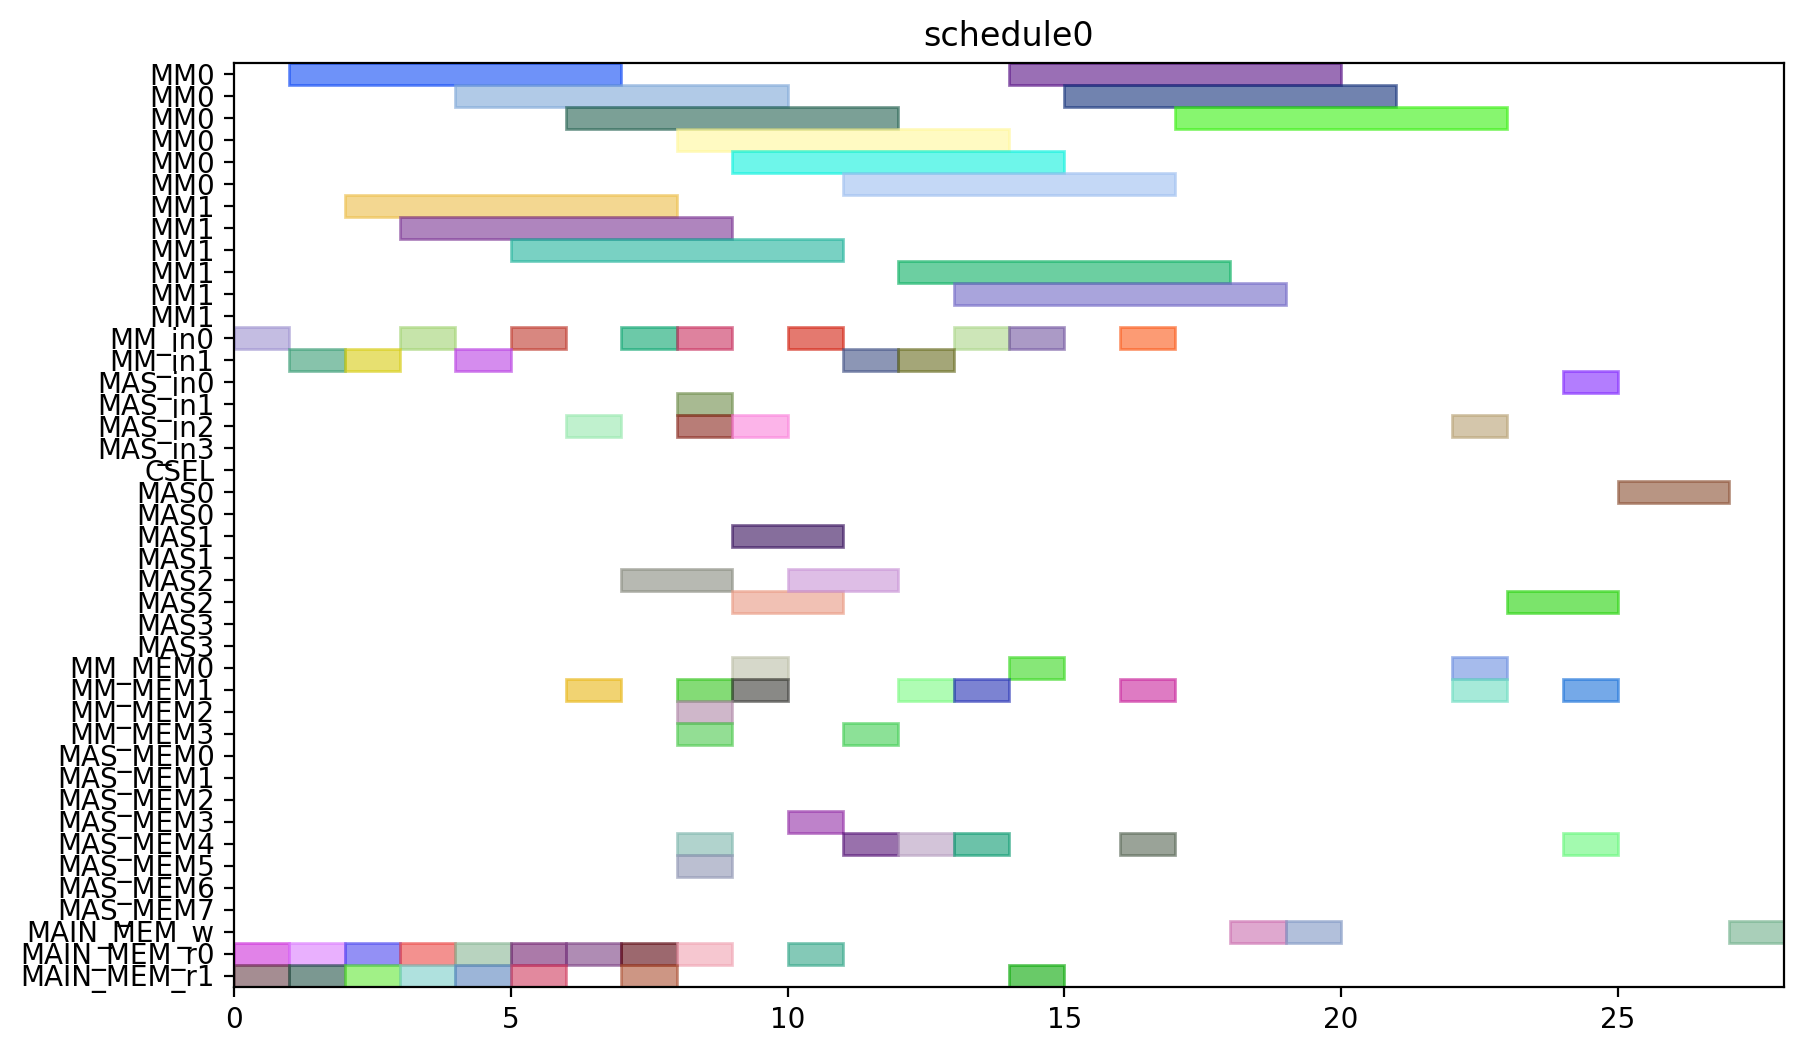 schedule0
MM0
MM0
MM0
MM0
MM0
MM0
MM1
MM1
MM1
MM1
MM1
MM1
MM_in0
MM_in1
MAS_in0
MAS_in1
MAS_in2
MAS_in3
CSEL
MAS0
MAS0
MAS1
MAS1
MAS2
MAS2
MAS3
MAS3
MM_MEM0
MM_MEM1
MM_MEM2
MM_MEM3
MAS_MEM0
MAS_MEM1
MAS_MEM2
MAS_MEM3
MAS_MEM4
MAS_MEM5
MAS_MEM6
MAS_MEM7
MAIN_MEM_w
MAIN_MEM_r0
MAIN_MEM_r1
0 5 10 15 20 25